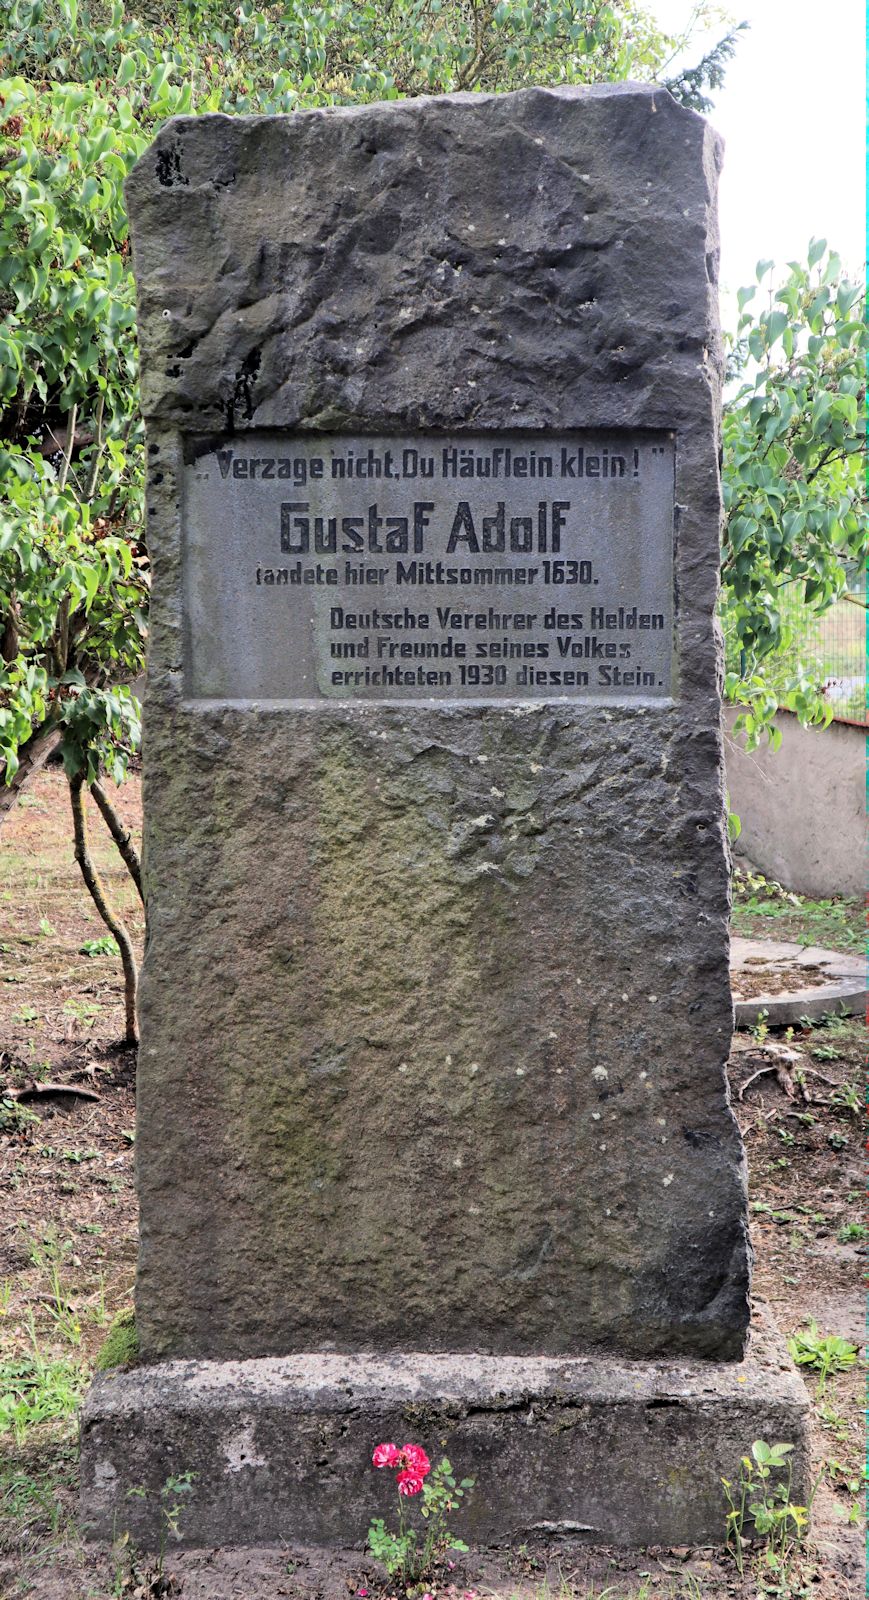 „Verzage nicht, Du Häuflein klein!"
Gustaf Adolf
landete hier Mittsommer 1630.
Deutsche Verehrer des Helden
und Freunde seines Volkes
errichteten 1930 diesen Stein.